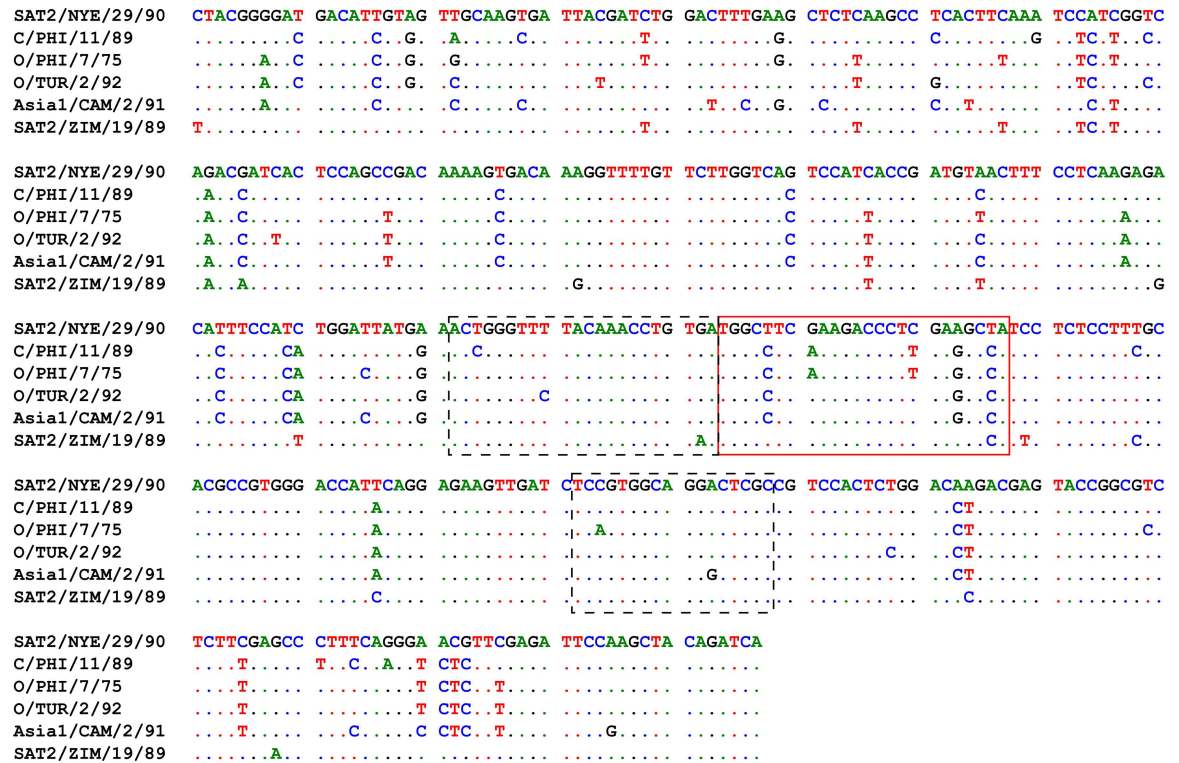 SAT2/NYE/29/90 CTACGGGGAT GACATTGTAG TTGCAAGTGA TTACGATCTG GACTTTGAAG CTCTCAAGCC TCACTTCAAA TCCATCGGTC
C/PHI/11/89 .........C .....C..G. .A.....C.. .......T.. ........G. .......... C........G ..TC.T..C.
O/PHI/7/75 ......A..C .....C..G. .G........ .......T.. ........G. ....T..... ......T... ..TC.T....
O/TUR/2/92 ......A..C .....C..G. .C........ ...T...... .......... ....T..... G......... ..TC....C.
Asia1/CAM/2/91 ......A... .....C.... .C.....C.. .......... ..T..C..G. .C........ C..T...... ...C.T....
SAT2/ZIM/19/89 T......... .......... .......... .......T.. .......... ....T..... ......T... ..TC.T....
SAT2/NYE/29/90 AGACGATCAC TCCAGCCGAC AAAAGTGACA AAGGTTTTGT TCTTGGTCAG TCCATCACCG ATGTAACTTT CCTCAAGAGA
C/PHI/11/89 .A..C..... .......... .....C.... .......... .........C .......... ....C..... ..........
O/PHI/7/75 .A..C..... ......T... .......... .......... .........C .....T.... ....T..... ......A...
O/TUR/2/92 .A..C..T.. ......T... .....C.... .......... .........C .....T.... ....C..... ......A...
Asia1/CAM/2/91 .A..C..... ......T... .....C.... .......... .........C .....T.... ....C..... ......A...
SAT2/ZIM/19/89 .A..A..... .......... .......... .G........ .......... .....T.... ....T..... .........G
SAT2/NYE/29/90 CATTTCCATC TGGATTATGA AACTGGGTTT TACAAACCTG TGATGGCTTC GAAGACCCTC GAAGCTATCC TCTCCTTTGC
C/PHI/11/89 ..C.....CA .........G ...C...... .......... .......C.. A........T ..G..C.... .......C..
O/PHI/7/75 ..C.....CA ....C....G .......... .......... .......C.. A........T ..G..C.... ..........
O/TUR/2/92 ..C.....CA .........G .........C .......... .......C.. .......... ..G..C.... ..........
Asia1/CAM/2/91 ..C.....CA ....C....G .......... .......... .......C.. .......... ..G..C.... ..........
SAT2/ZIM/19/89 .........T .......... .......... .......... .A........ .......... .....C..T. .......C..
SAT2/NYE/29/90 ACGCCGTGGG ACCATTCAGG AGAAGTTGAT CTCCGTGGCA GGACTCGCCG TCCACTCTGG ACAAGACGAG TACCGGCGTC
C/PHI/11/89 .......... .....A.... .......... .......... .......... .......... ..CT...... ..........
O/PHI/7/75 .......... .....A.... .......... ...A...... .......... .......... ..CT...... ........C.
O/TUR/2/92 .......... .....A.... .......... .......... .......... .......C.. ..CT...... ..........
Asia1/CAM/2/91 .......... .....A.... .......... .......... ..G....... .......... ..CT...... ..........
SAT2/ZIM/19/89 .......... .....C.... .......... .......... .......... .......... ...C...... ..........
SAT2/NYE/29/90 TCTTCGAGCC CTTTCAGGGA ACGTTCGAGA TTCCAAGCTA CAGATCA
C/PHI/11/89 ....T..... T..C..A..T CTC....... .......... .......
O/PHI/7/75 ....T..... .........T CTC..T.... .......... .......
O/TUR/2/92 ....T..... .........T CTC..T.... .......... .......
Asia1/CAM/2/91 ....T..... ...C.....C CTC..T.... ....G..... .......
SAT2/ZIM/19/89 .......A.. .......... .......... .......... .......